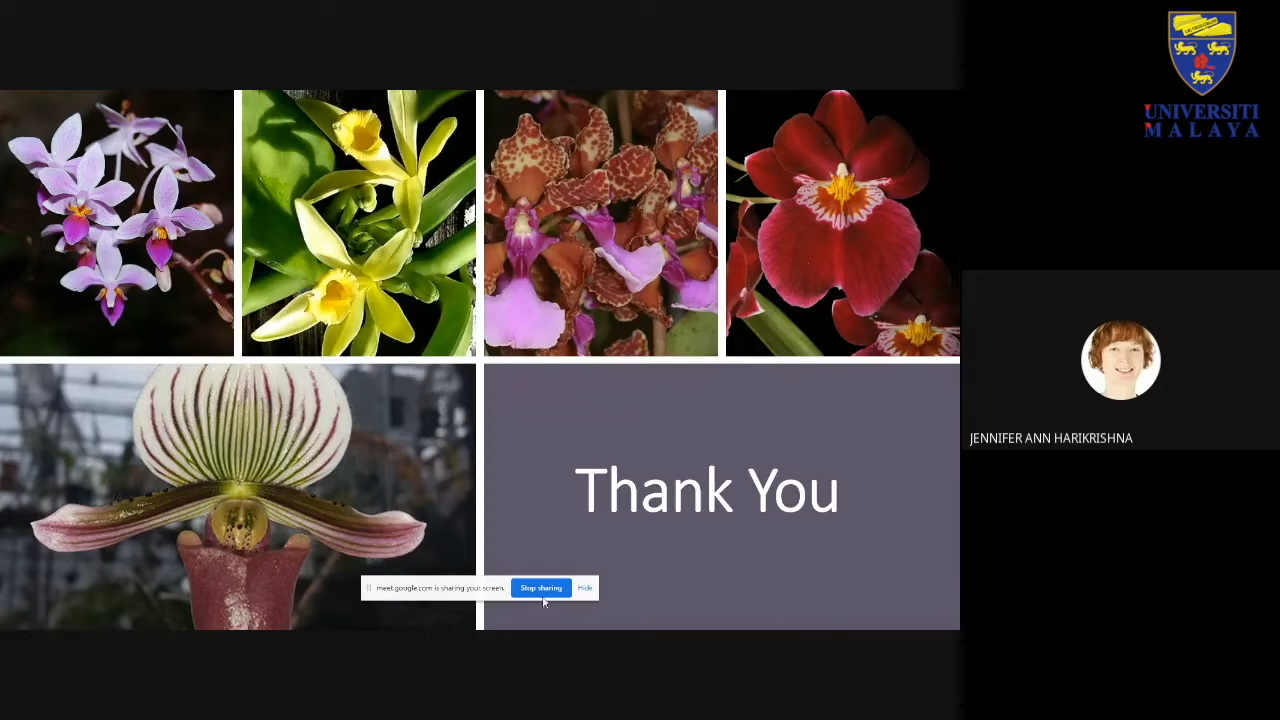 UNIVERSITI
MALAYA
Thank You
meet.google.com is sharing your screen.
Stop sharing
Hide
JENNIFER ANN HARIKRISHNA